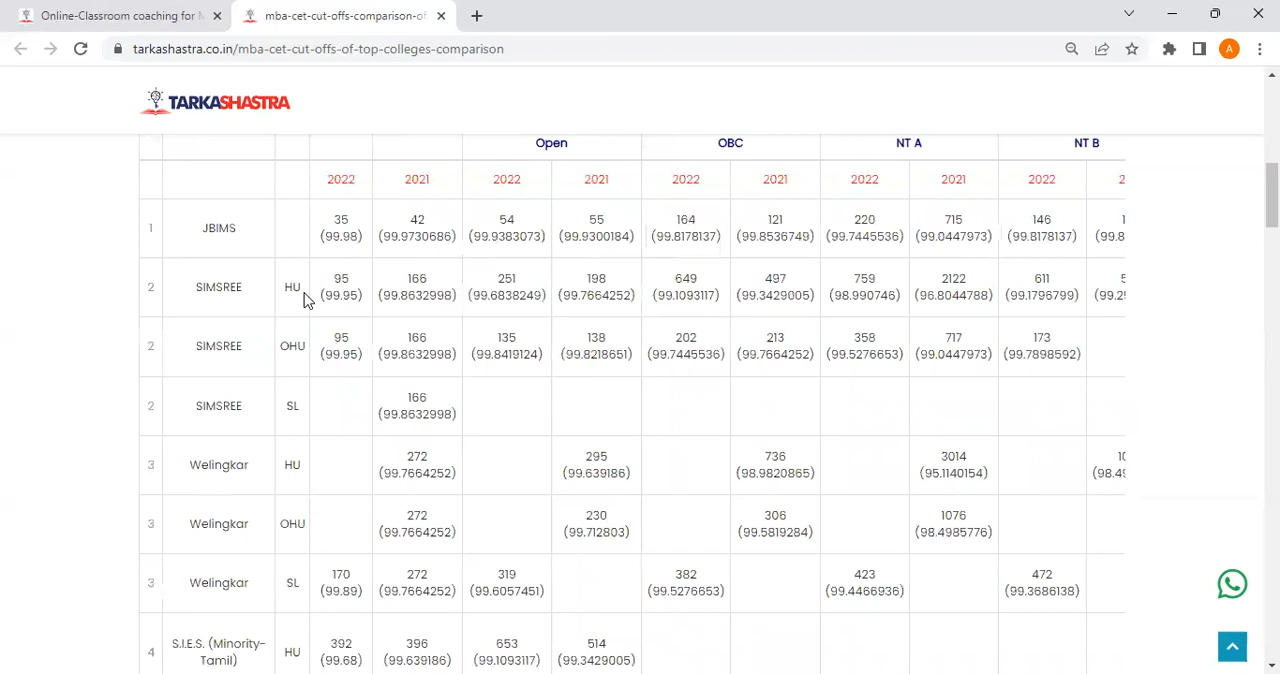 Online-Classroom coaching for M
mba-cet-cut-offs-comparison-of
tarkashastra.co.in/mba-cet-cut-offs-of-top-colleges-comparison
A
TARKASHASTRA
Open OBC NT A NT B
2022 2021 2022 2021 2022 2021 2022 2021 2022 2
1 JBIMS 35 42 54 55 164 121 220 715 146 1
(99.98) (99.9730686) (99.9383073) (99.9300184) (99.8178137) (99.8536749) (99.7445536) (99.0447973) (99.8178137) (99.8
2 SIMSREE HU 95 166 251 198 649 497 759 2122 611 5
(99.95) (99.8632998) (99.6838249) (99.7664252) (99.1093117) (99.3429005) (98.990746) (96.8044788) (99.1796799) (99.25
2 SIMSREE OHU 95 166 135 138 202 213 358 717 173
(99.95) (99.8632998) (99.8419124) (99.8218651) (99.7445536) (99.7664252) (99.5276653) (99.0447973) (99.7898592)
2 SIMSREE SL 166
(99.8632998)
3 Welingkar HU 272 295 736 3014 10
(99.7664252) (99.639186) (98.9820865) (95.1140154) (98.49
3 Welingkar OHU 272 230 306 1076
(99.7664252) (99.712803) (99.5819284) (98.4985776)
3 Welingkar SL 170 272 319 382 423 472
(99.89) (99.7664252) (99.6057451) (99.5276653) (99.4466936) (99.3686138)
4 S.I.E.S. (Minority- HU 392 396 653 514
Tamil) (99.68) (99.639186) (99.1093117) (99.3429005)